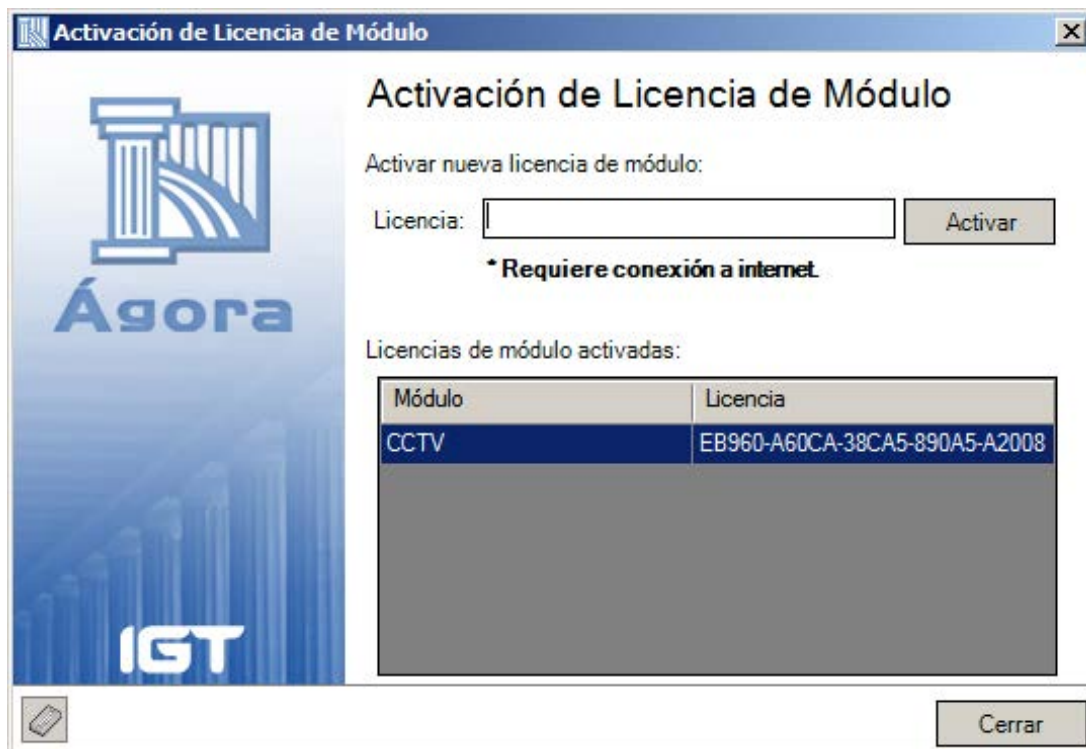 Activación de Licencia de Módulo
Activación de Licencia de Módulo
Activar nueva licencia de módulo:
Licencia:
Activar
* Requiere conexión a internet.
Ágora
Licencias de módulo activadas:
Módulo Licencia
CCTV EB960-A60CA-38CA5-890A5-A2008
IGT
Cerrar